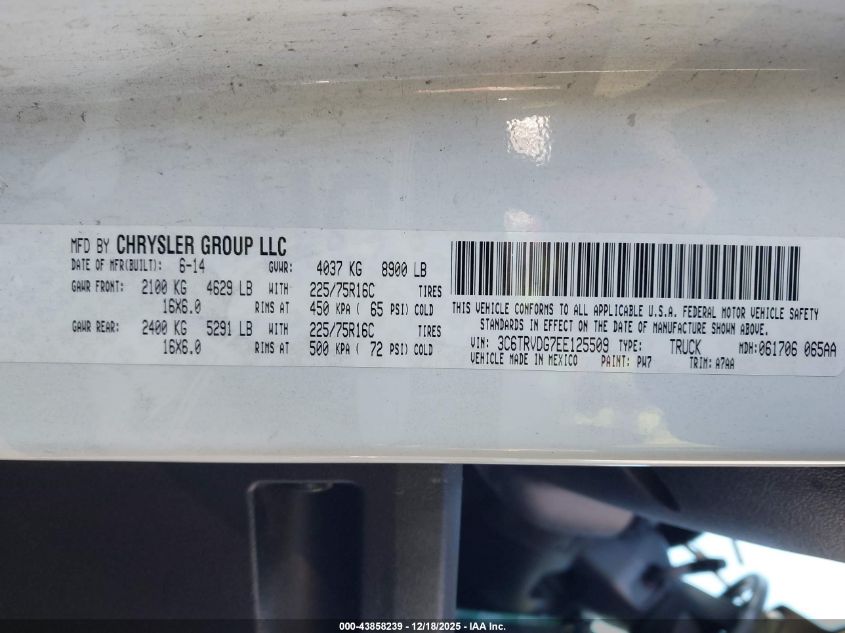 MFD BY CHRYSLER GROUP LLC
DATE OF MFR(BUILT): 6-14 GVWR: 4037 KG 8900 LB
GAWR FRONT: 2100 KG 4629 LB WITH 225/75R16C TIRES
16X6.0 RIMS AT 450 KPA ( 65 PSI) COLD
GAWR REAR: 2400 KG 5291 LB WITH 225/75R16C TIRES
16X6.0 RIMS AT 500 KPA ( 72 PSI) COLD
THIS VEHICLE CONFORMS TO ALL APPLICABLE U.S.A. FEDERAL MOTOR VEHICLE SAFETY
STANDARDS IN EFFECT ON THE DATE OF MANUFACTURE SHOWN ABOVE.
VIN: 3C6TRVDG7EE125509 TYPE: TRUCK MDH:061706 065AA
VEHICLE MADE IN MEXICO PAINT: PW7 TRIM: A7AA
000-43858239 - 12/18/2025 - IAA Inc.